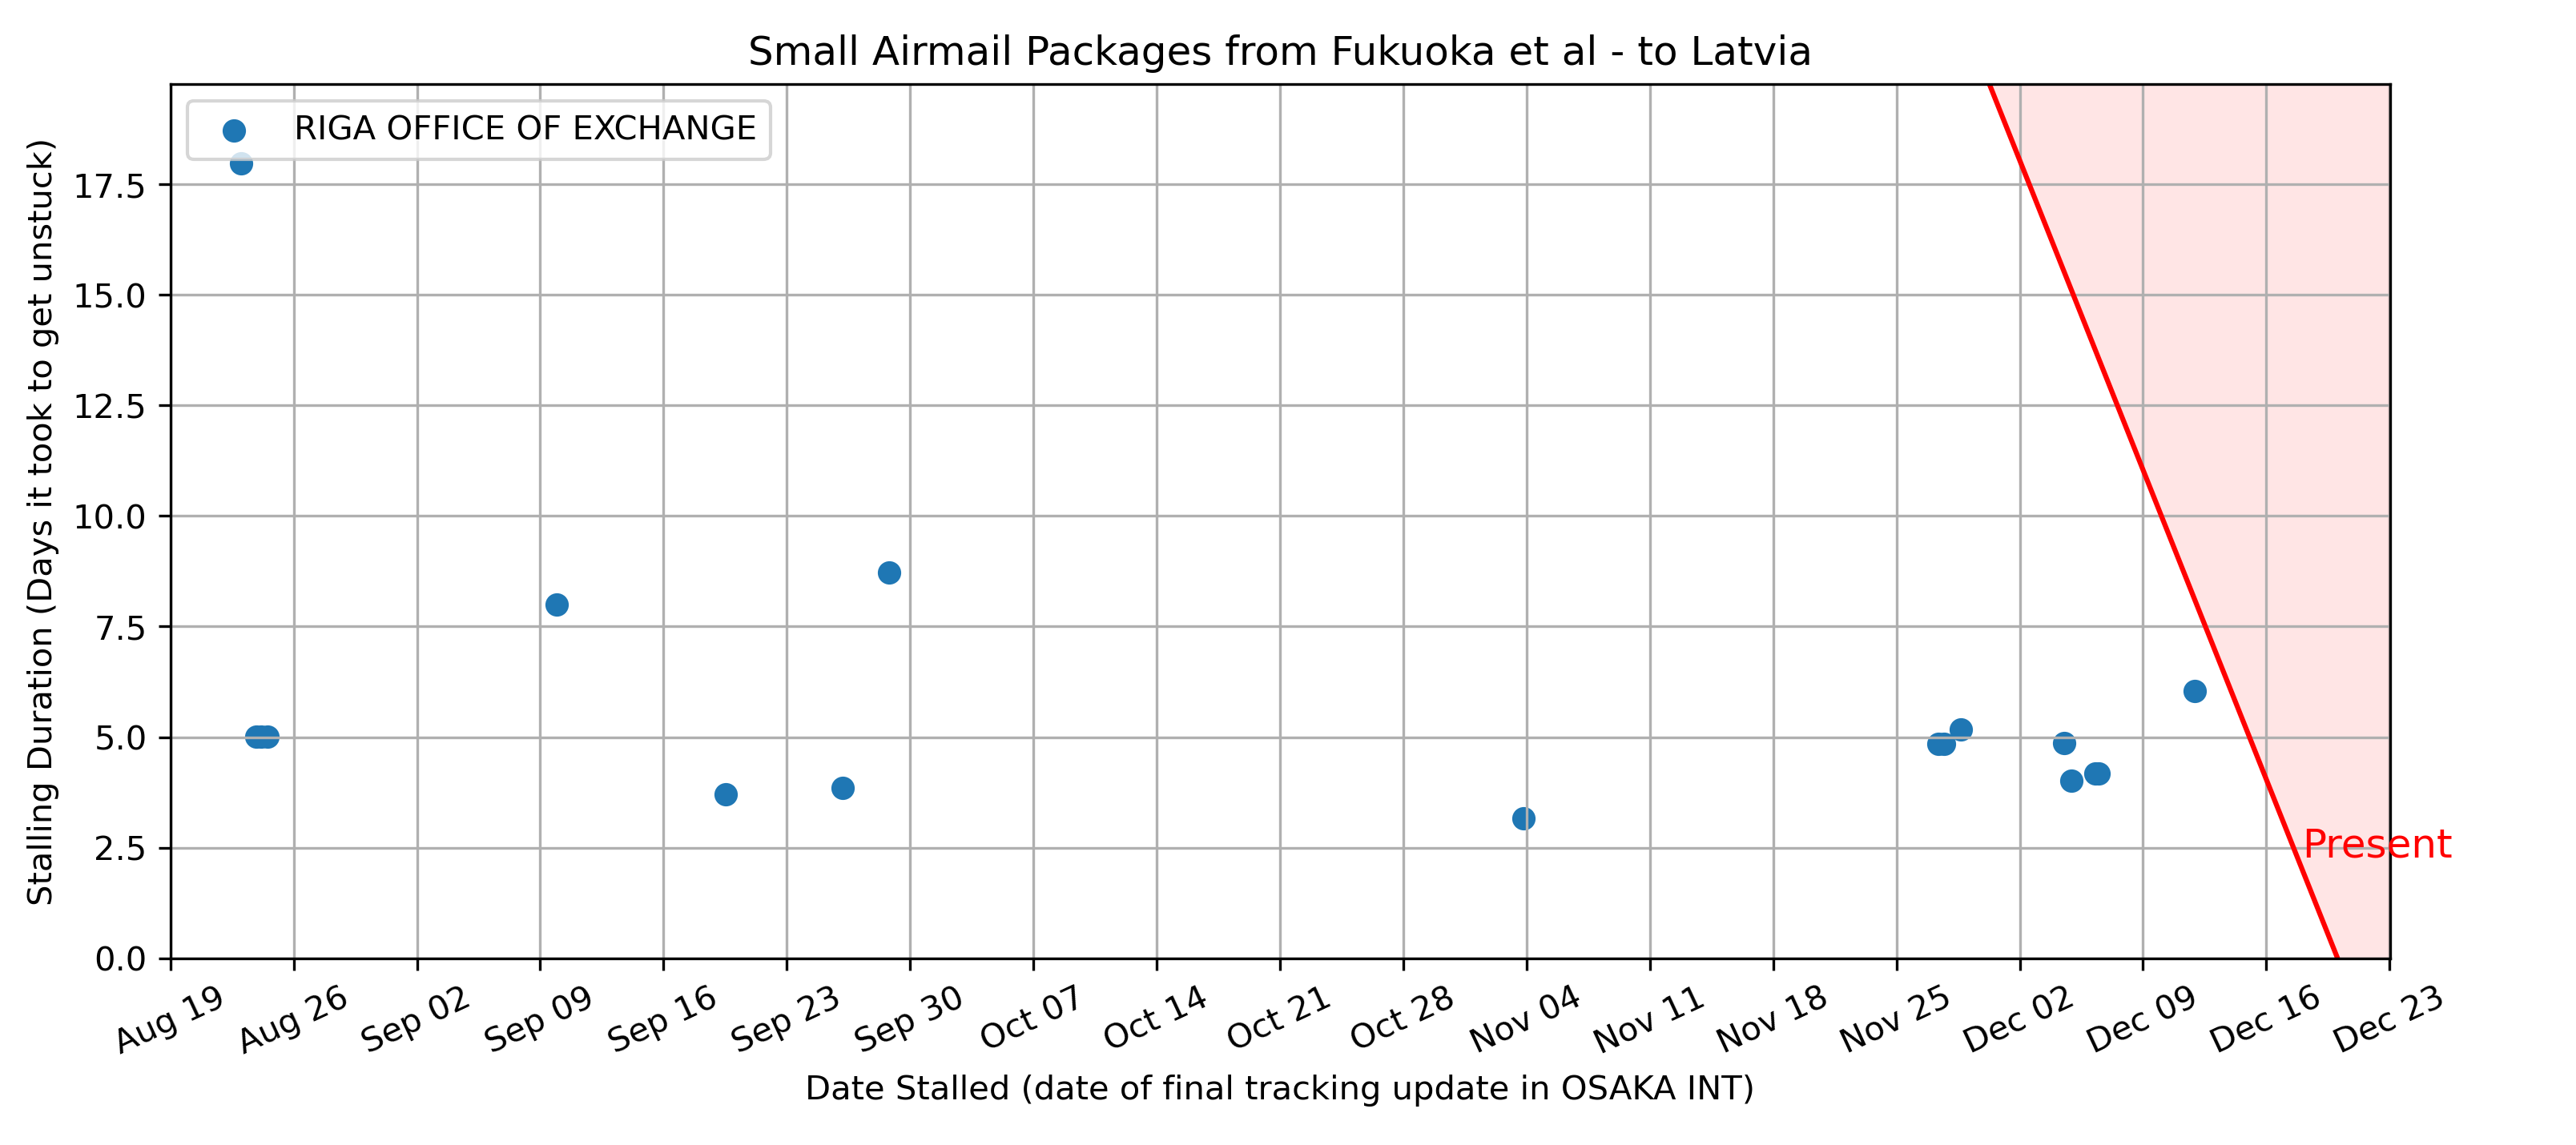 Small Airmail Packages from Fukuoka et al - to Latvia
RIGA OFFICE OF EXCHANGE
Stalling Duration (Days it took to get unstuck)
17.5
15.0
12.5
10.0
7.5
5.0
2.5
0.0
Present
Aug 19
Aug 26
Sep 02
Sep 09
Sep 16
Sep 23
Sep 30
Oct 07
Oct 14
Oct 21
Oct 28
Nov 04
Nov 11
Nov 18
Nov 25
Dec 02
Dec 09
Dec 16
Dec 23
Date Stalled (date of final tracking update in OSAKA INT)